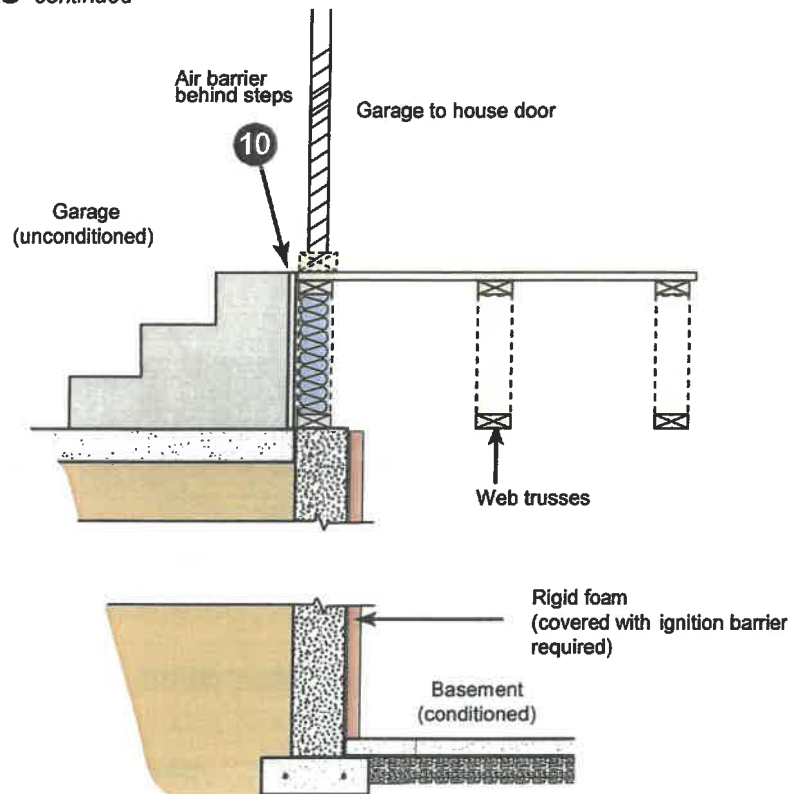 continued
Air barrier
behind steps
Garage to house door
10
Garage
(unconditioned)
Web trusses
Rigid foam
(covered with ignition barrier
required)
Basement
(conditioned)